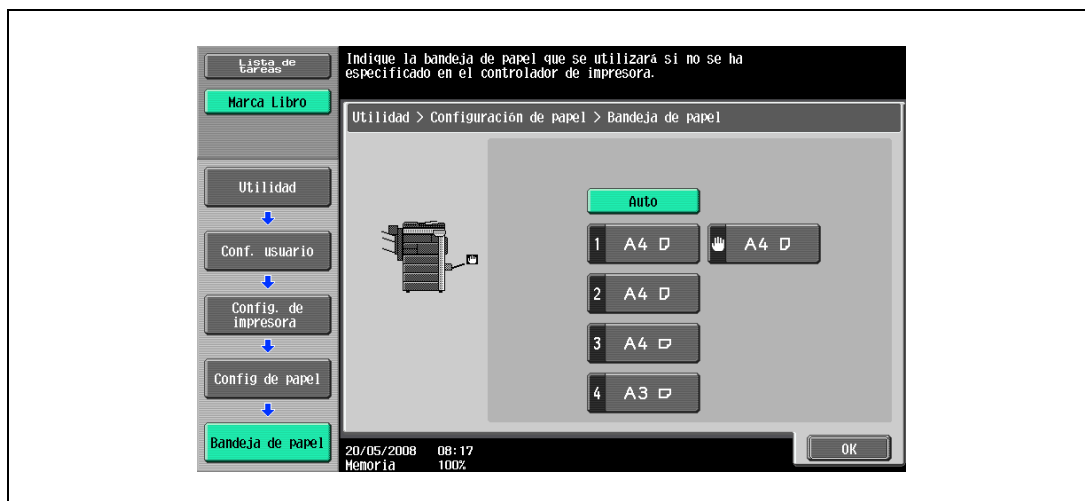 Lista de
tareas
Indique la bandeja de papel que se utilizará si no se ha
especificado en el controlador de impresora.
Marca Libro
Utilidad > Configuración de papel > Bandeja de papel
Utilidad
Conf. usuario
Config. de
impresora
Config de papel
Bandeja de papel
Auto
1 A4
A4
2 A4
3 A4
4 A3
20/05/2008 08:17
Memoria 100%
OK